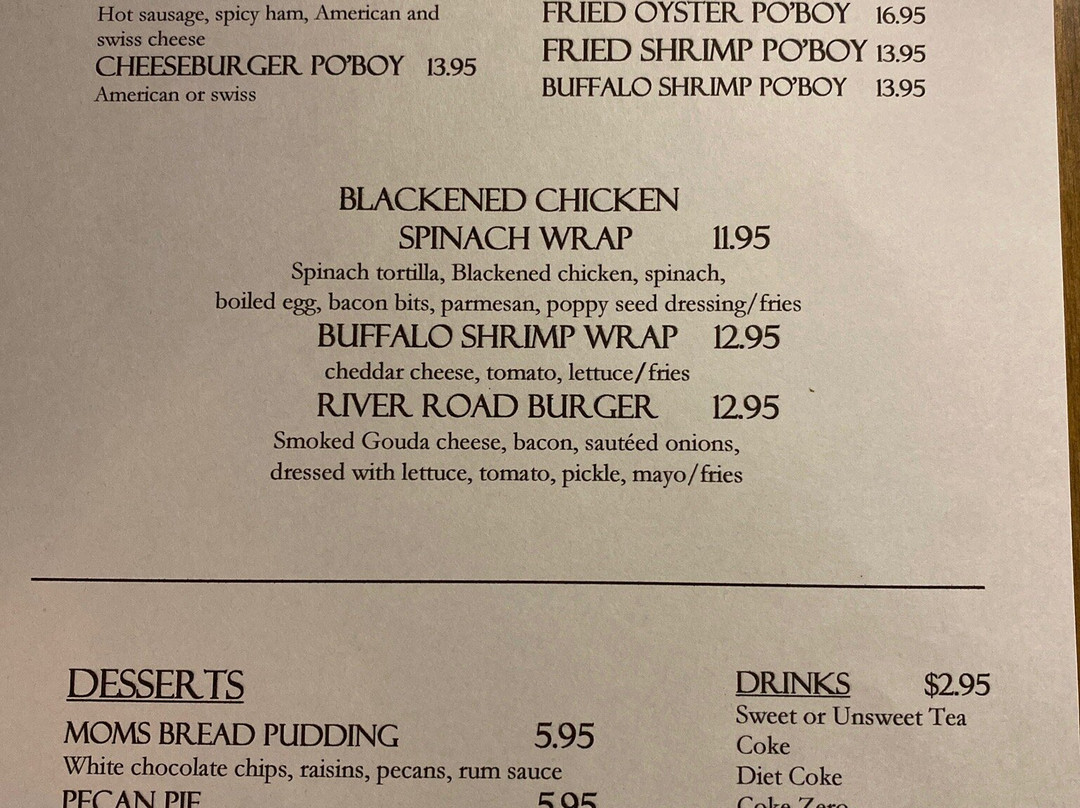 Hot sausage, spicy ham, American and
swiss cheese
CHEESEBURGER PO'BOY 13.95
American or swiss
FRIED OYSTER PO'BOY 16.95
FRIED SHRIMP PO'BOY 13.95
BUFFALO SHRIMP PO'BOY 13.95
BLACKENED CHICKEN
SPINACH WRAP 11.95
Spinach tortilla, Blackened chicken, spinach,
boiled egg, bacon bits, parmesan, poppy seed dressing/fries
BUFFALO SHRIMP WRAP 12.95
cheddar cheese, tomato, lettuce/fries
RIVER ROAD BURGER 12.95
Smoked Gouda cheese, bacon, sautéed onions,
dressed with lettuce, tomato, pickle, mayo/fries
DESSERTS
MOMS BREAD PUDDING 5.95
White chocolate chips, raisins, pecans, rum sauce
PECAN PIE 5.95
DRINKS $2.95
Sweet or Unsweet Tea
Coke
Diet Coke
Coke Zero